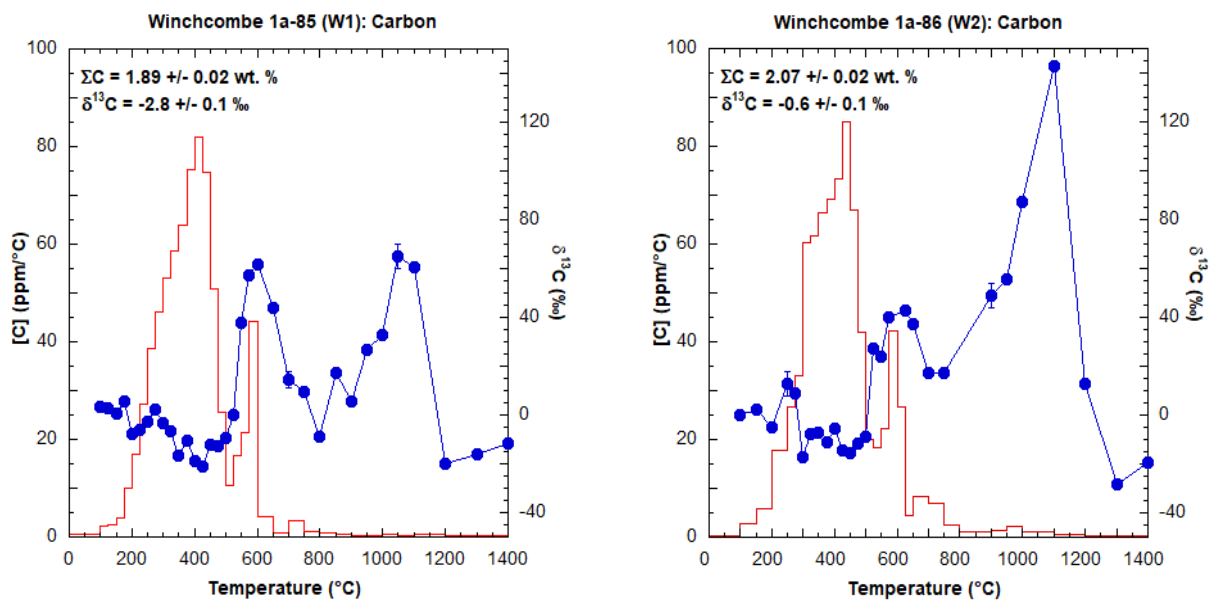 Winchcombe 1a-85 (W1): Carbon
ΣC = 1.89 +/- 0.02 wt. %
δ¹³C = -2.8 +/- 0.1 ‰
100
80
60
40
20
0
[C] (ppm/°C)
120
80
40
0
-40
δ¹³C (‰)
0 200 400 600 800 1000 1200 1400
Temperature (°C)
Winchcombe 1a-86 (W2): Carbon
ΣC = 2.07 +/- 0.02 wt. %
δ¹³C = -0.6 +/- 0.1 ‰
100
80
60
40
20
0
[C] (ppm/°C)
120
80
40
0
-40
δ¹³C (‰)
0 200 400 600 800 1000 1200 1400
Temperature (°C)